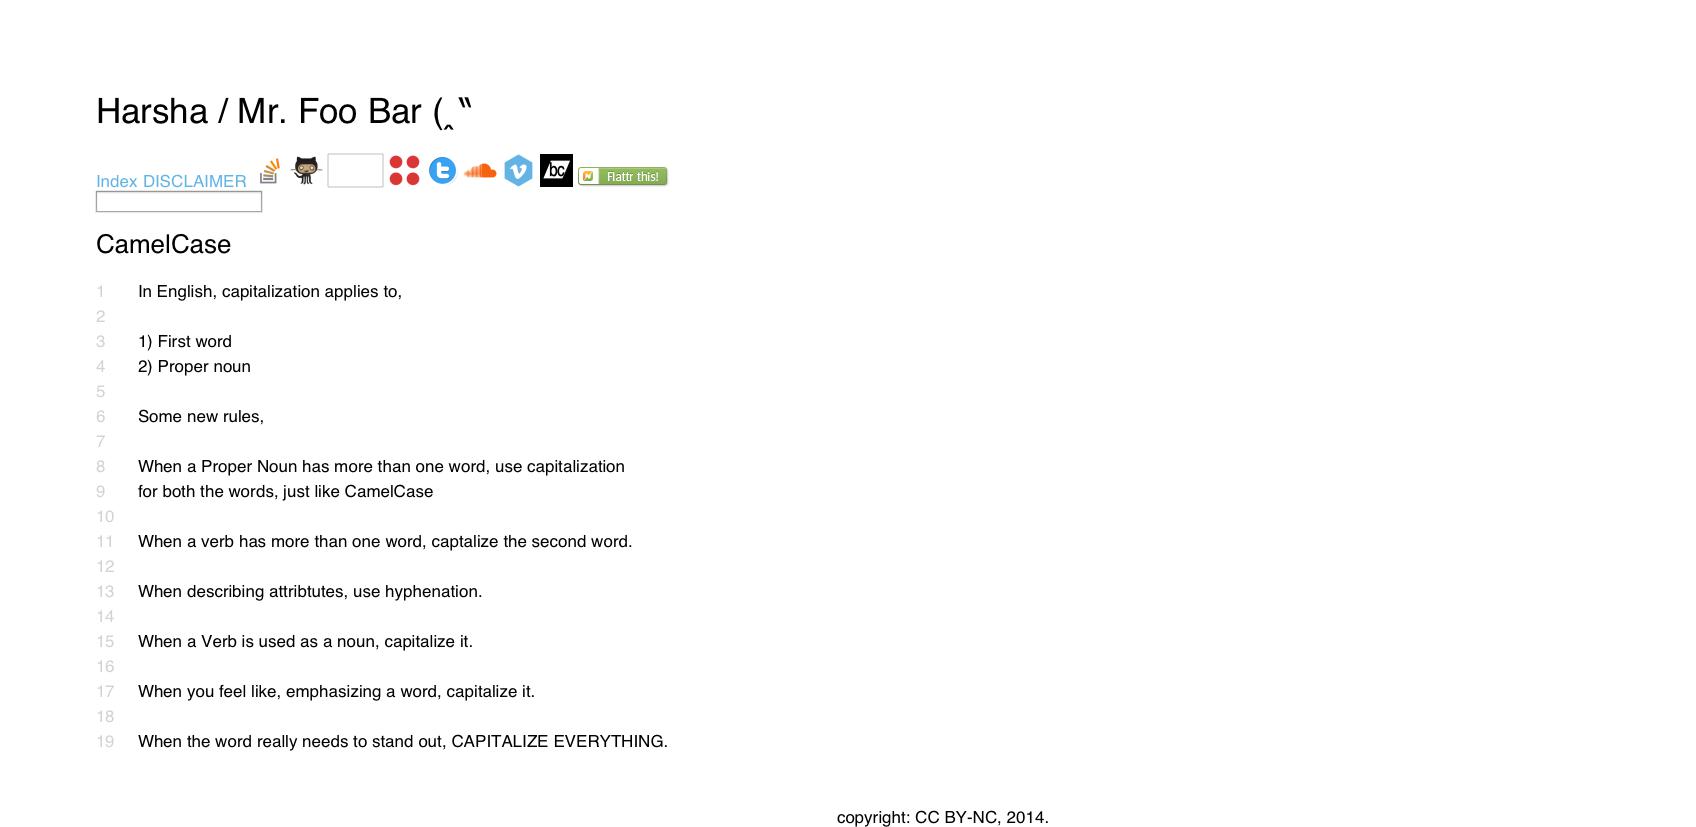 Harsha / Mr. Foo Bar (‸‶
Index DISCLAIMER bc Flattr this!
CamelCase
1 In English, capitalization applies to,
2
3 1) First word
4 2) Proper noun
5
6 Some new rules,
7
8 When a Proper Noun has more than one word, use capitalization
9 for both the words, just like CamelCase
10
11 When a verb has more than one word, captalize the second word.
12
13 When describing attribtutes, use hyphenation.
14
15 When a Verb is used as a noun, capitalize it.
16
17 When you feel like, emphasizing a word, capitalize it.
18
19 When the word really needs to stand out, CAPITALIZE EVERYTHING.
copyright: CC BY-NC, 2014.